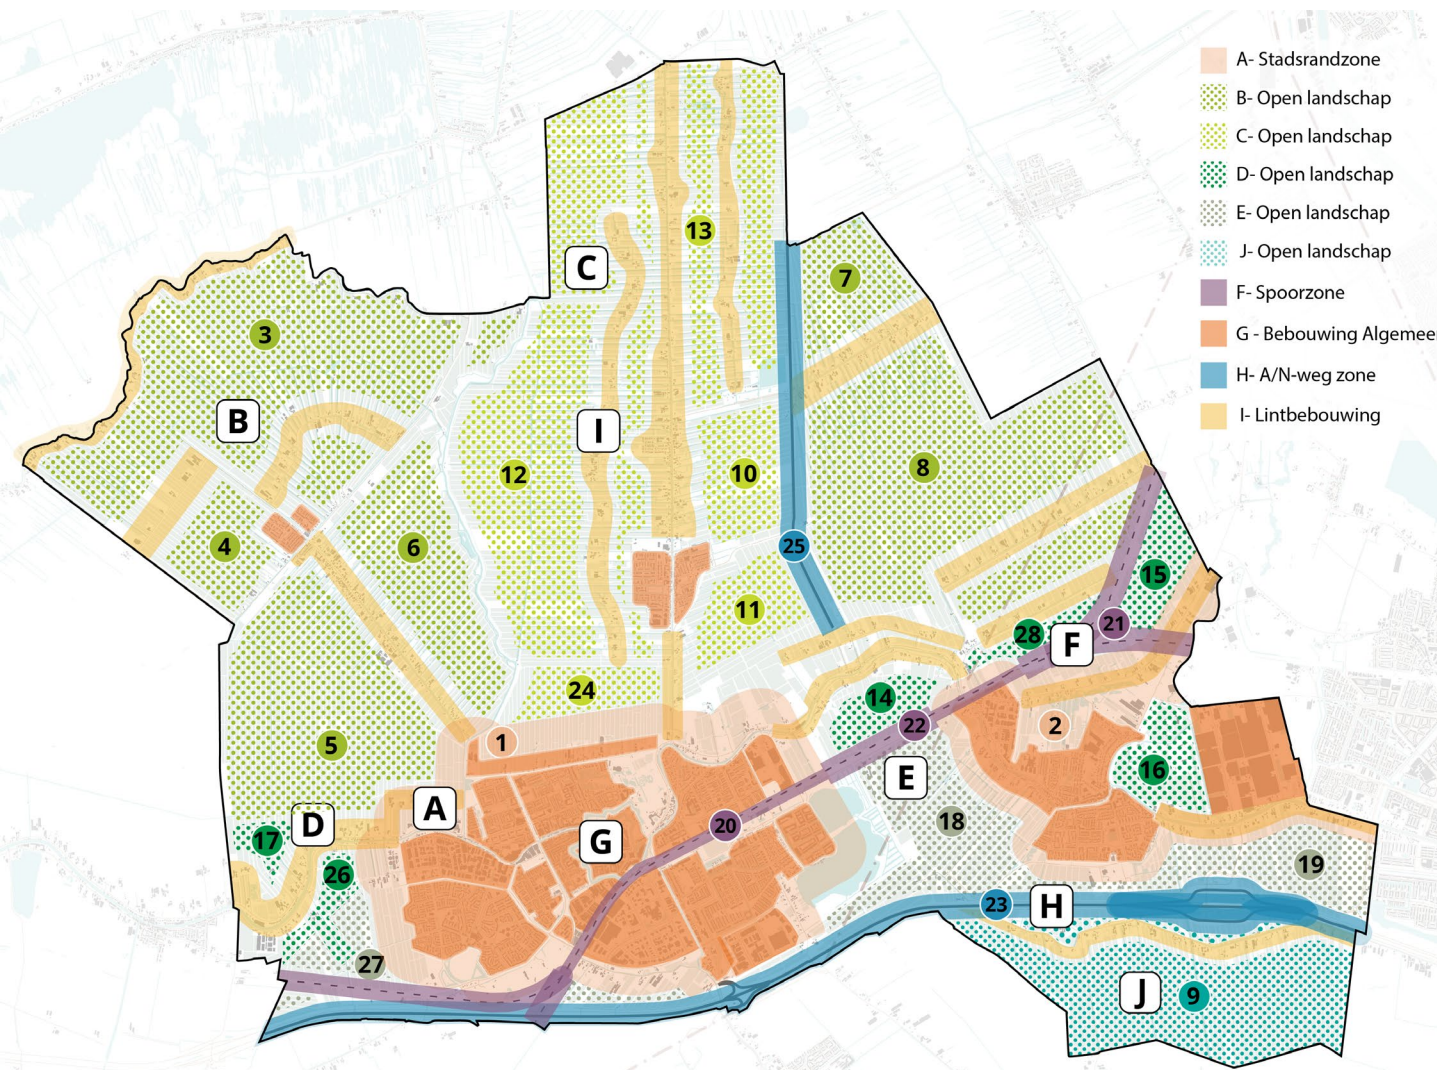 A- Stadsrandzone
B- Open landschap
C- Open landschap
D- Open landschap
E- Open landschap
J- Open landschap
F- Spoorzone
G - Bebouwing Algemee
H- A/N-weg zone
I- Lintbebouwing
13
C
7
3
B
I
12
10
8
4
6
25
15
11
28
21
F
24
14
1
5
22
2
16
E
A
D
17
G
20
18
26
19
23
H
27
J
9